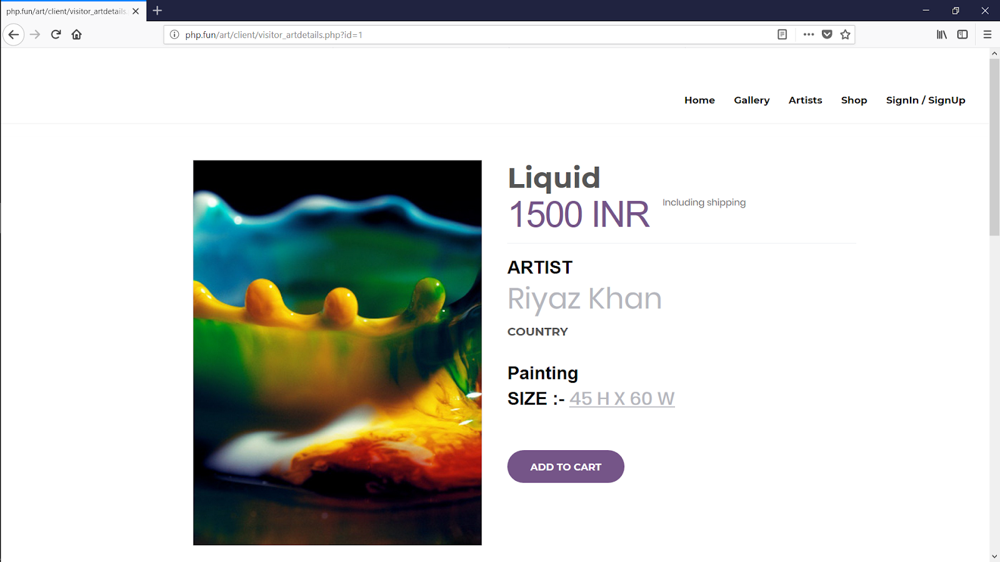 php.fun/art/client/visitor_artdetails.
php.fun/art/client/visitor_artdetails.php?id=1
Home Gallery Artists Shop SignIn / SignUp
Liquid
1500 INR Including shipping
ARTIST
Riyaz Khan
COUNTRY
Painting
SIZE :- 45 H X 60 W
ADD TO CART